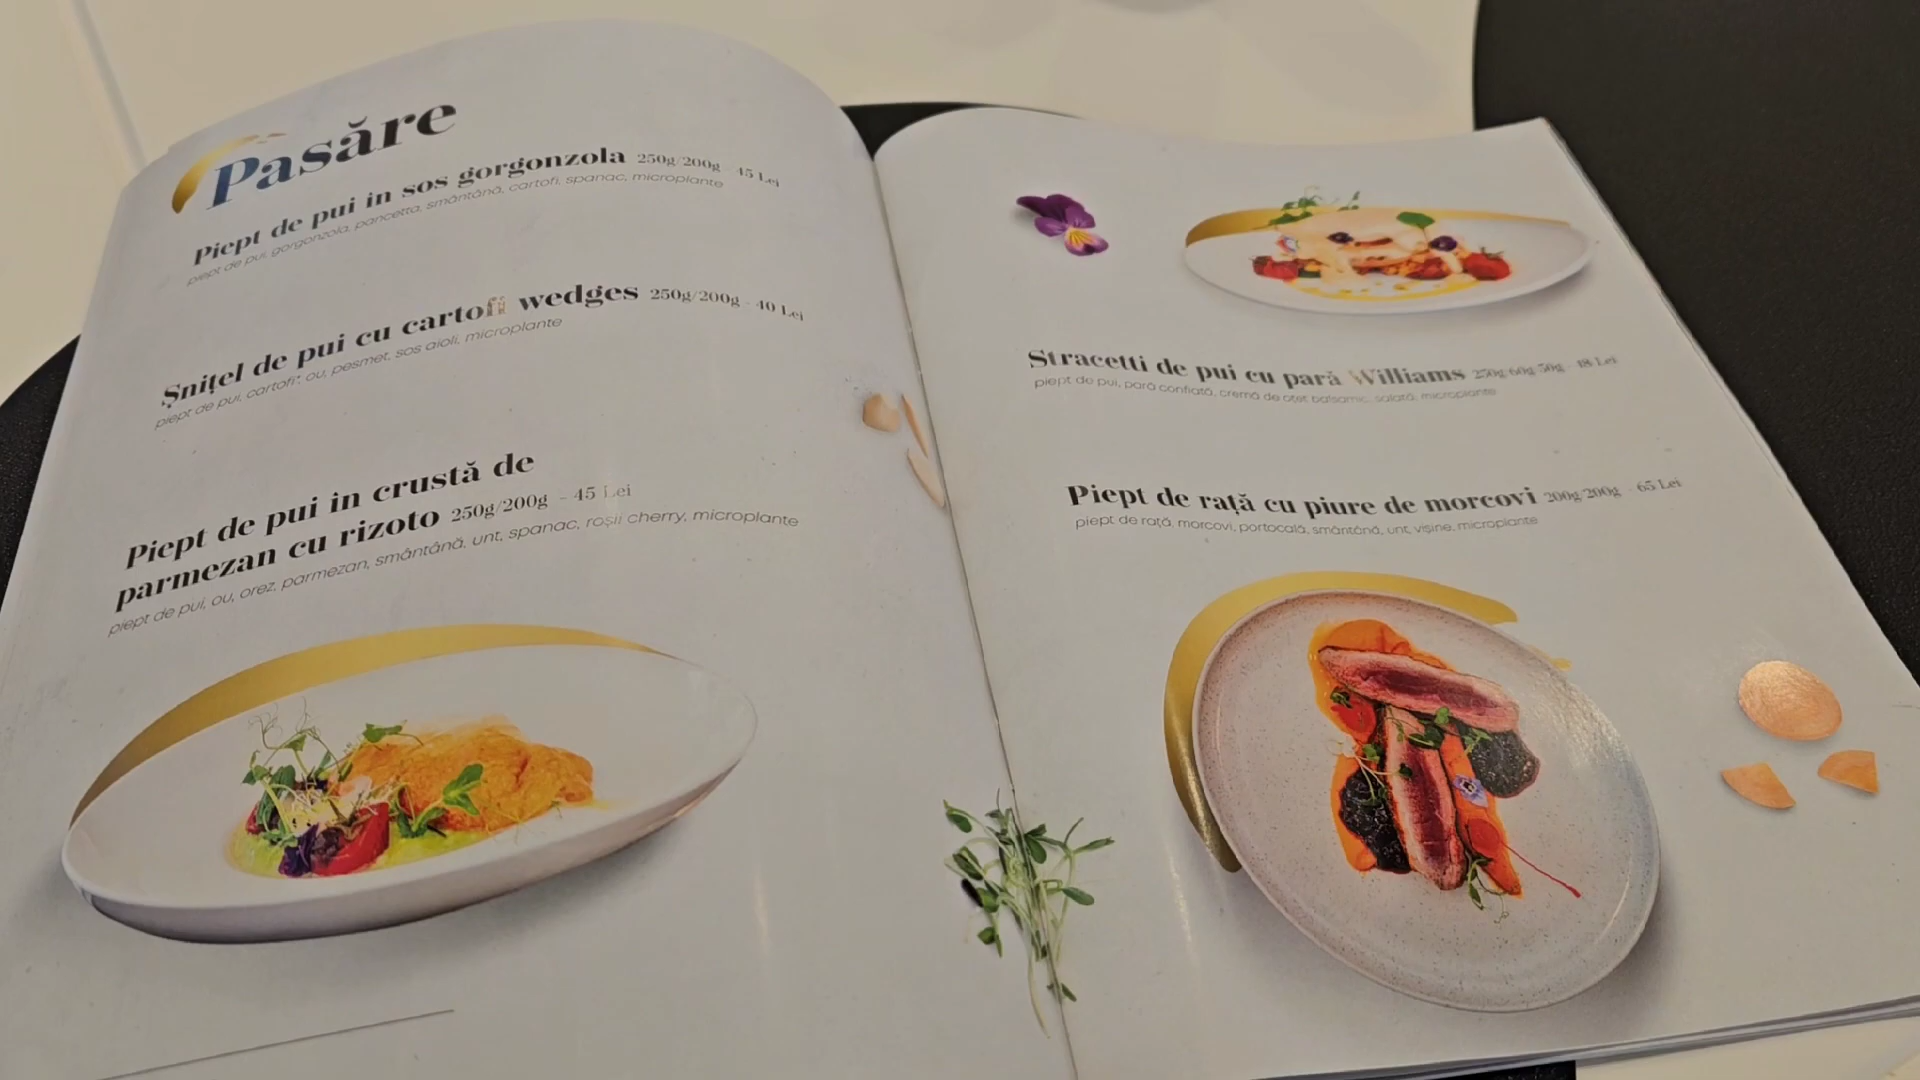 Pasăre
Piept de pui in sos gorgonzola 250g/200g - 45 Lei
piept de pui, gorgonzola, pancetta, smântână, cartofi, spanac, microplante
Șnițel de pui cu cartofi wedges 250g/200g - 40 Lei
piept de pui, cartofi*, ou, pesmet, sos aioli, microplante
Piept de pui in crustă de
parmezan cu rizoto 250g/200g - 45 Lei
piept de pui, ou, orez, parmezan, smântână, unt, spanac, roșii cherry, microplante
Stracetti de pui cu pară Williams 250g/60g/50g - 48 Lei
piept de pui, pară confiată, cremă de oțet balsamic, salată, microplante
Piept de rață cu piure de morcovi 200g/200g - 65 Lei
piept de rață, morcovi, portocală, smântână, unt, vișine, microplante